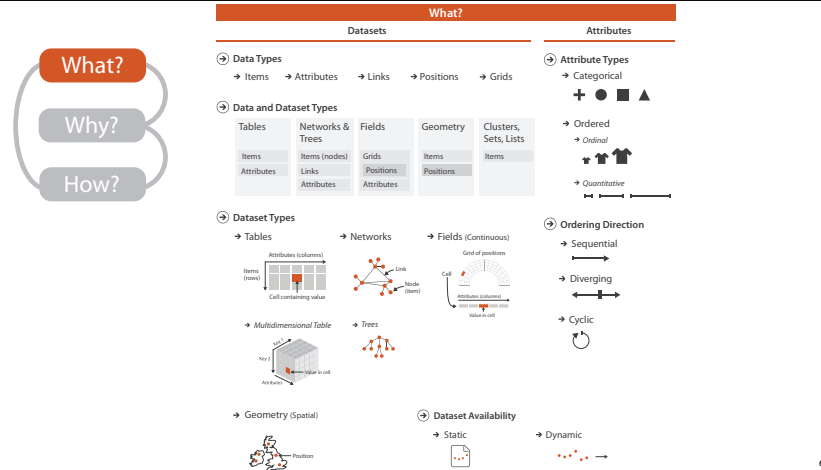 What?
Why?
How?
What?
Datasets
Attributes
Data Types
Items
Attributes
Links
Positions
Grids
Data and Dataset Types
Tables
Items
Attributes
Networks &
Trees
Items (nodes)
Links
Attributes
Fields
Grids
Positions
Attributes
Geometry
Items
Positions
Clusters,
Sets, Lists
Items
Dataset Types
Tables
Attributes (columns)
Items
(rows)
Cell containing value
Networks
Link
Node
(item)
Fields (Continuous)
Grid of positions
Cell
Attributes (columns)
Value in cell
Multidimensional Table
Key 1
Key 2
Attributes
Value in cell
Trees
Geometry (Spatial)
Position
Dataset Availability
Static
Dynamic
Attribute Types
Categorical
Ordered
Ordinal
Quantitative
Ordering Direction
Sequential
Diverging
Cyclic